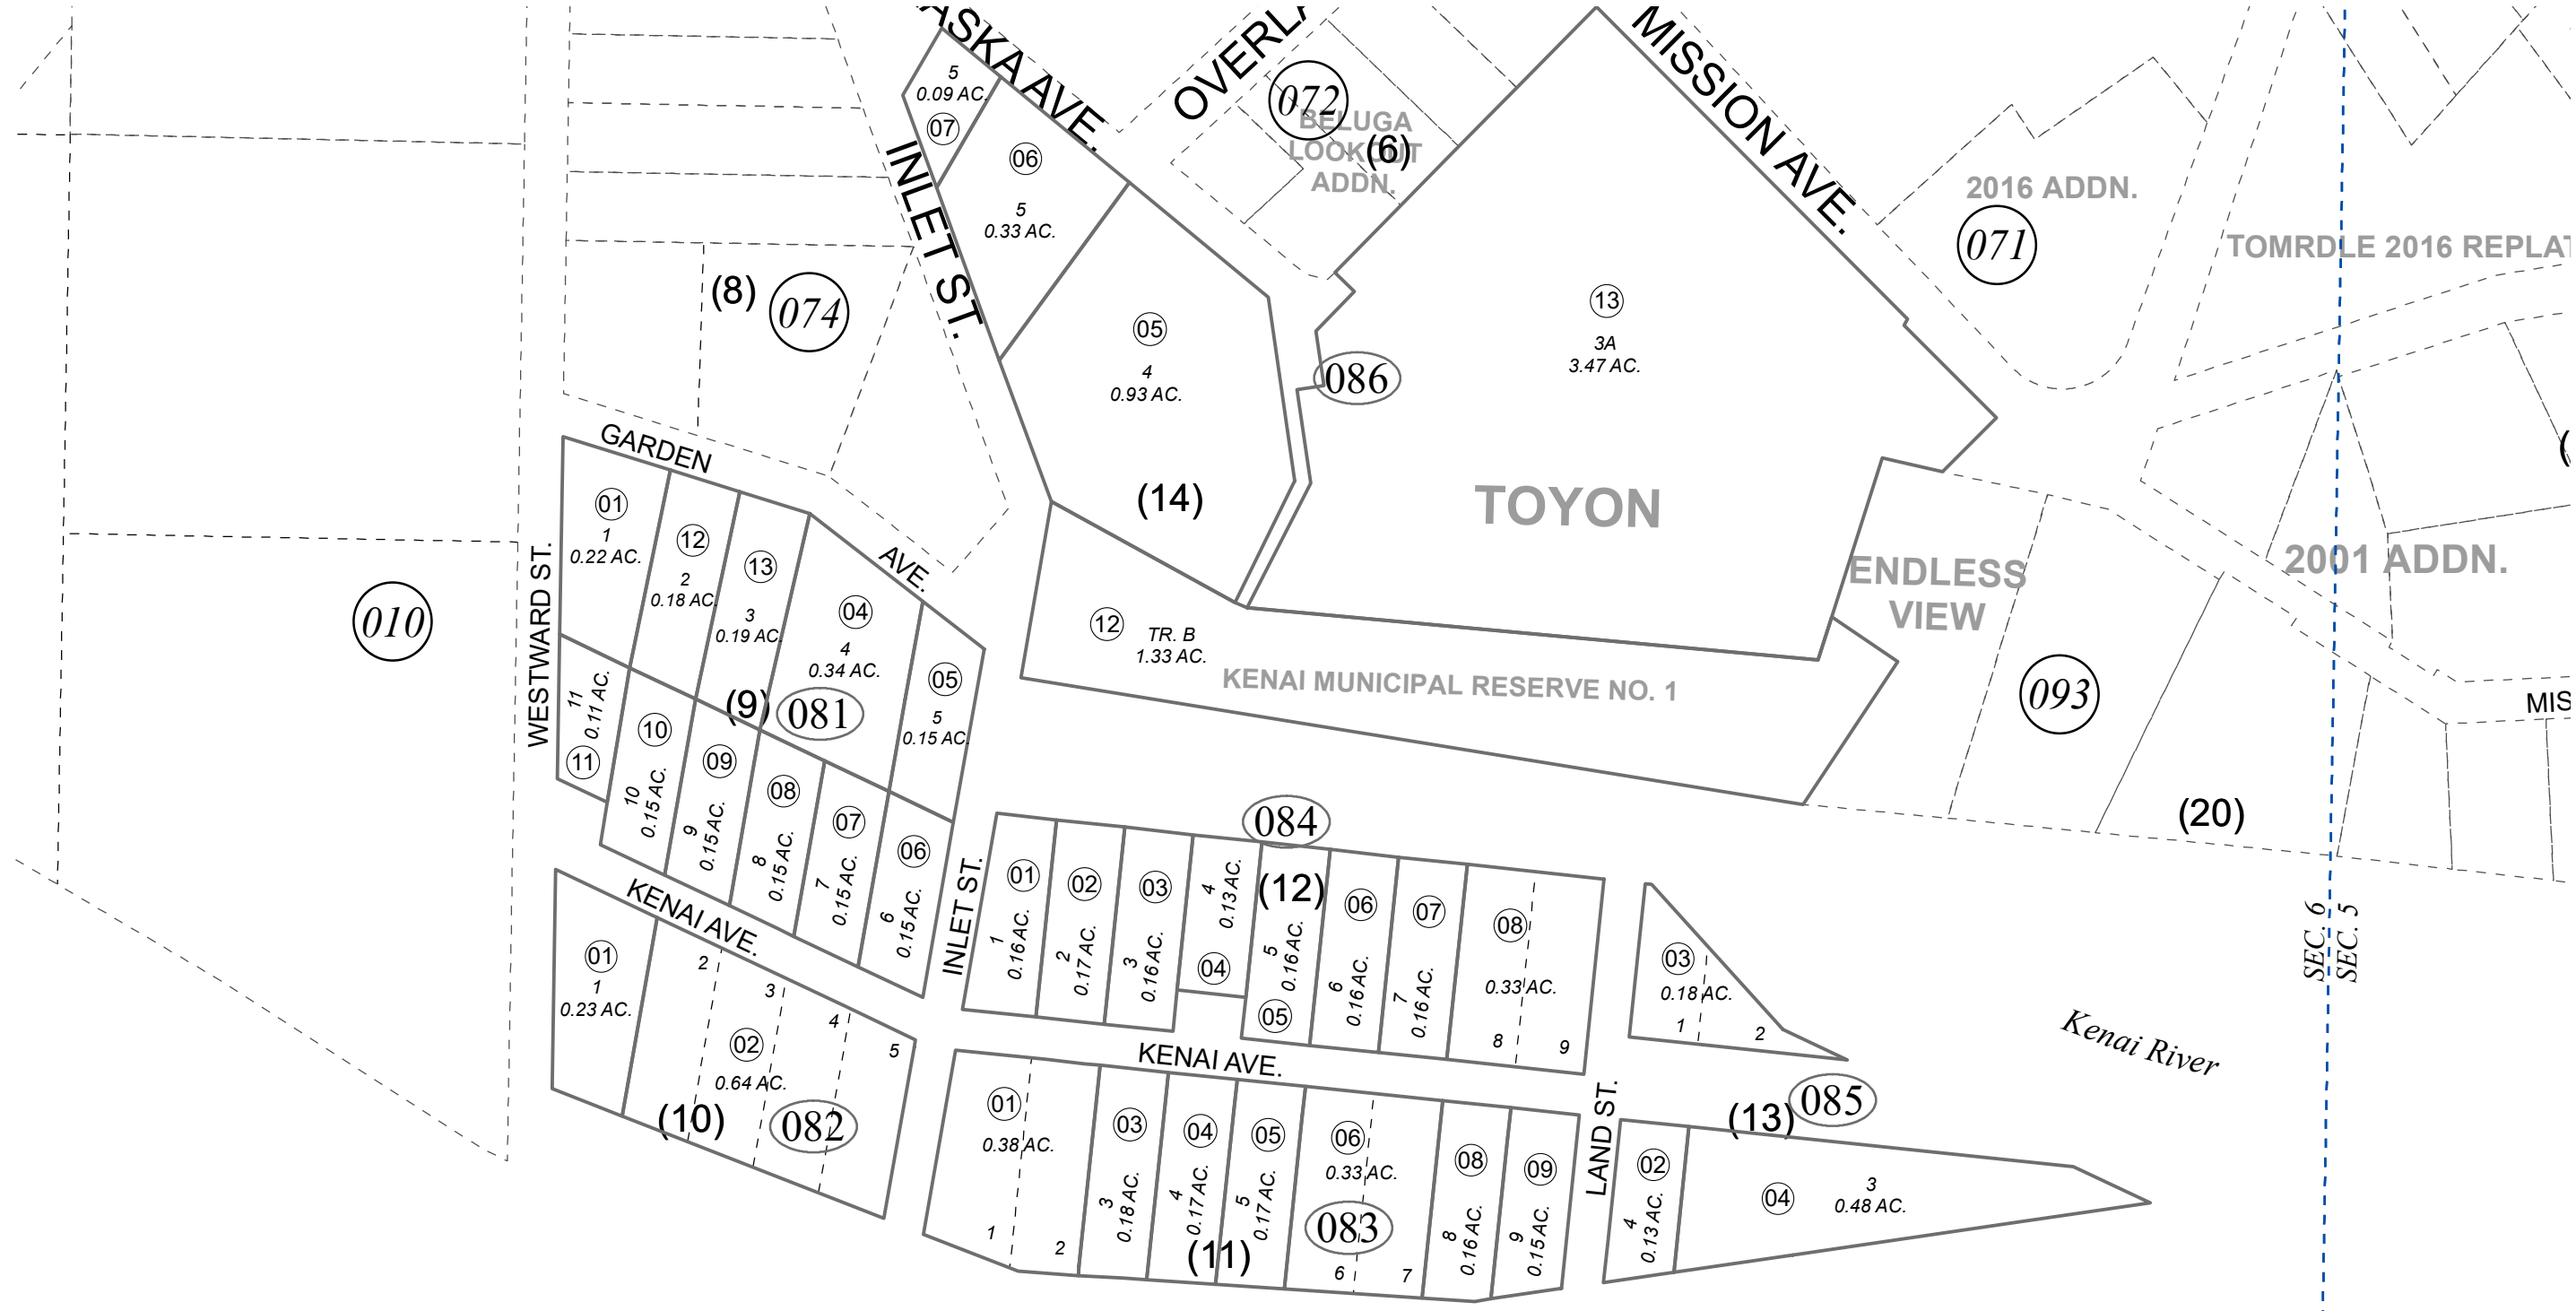 ASKA AVE.
OVERLA
MISSION AVE.
072
BELUGA
LOOKOUT
ADDN.
(6)
5
0.09 AC.
07
06
5
0.33 AC.
INLET ST.
2016 ADDN.
071
TOMRDLE 2016 REPLAT
(8)
074
05
4
0.93 AC.
(14)
086
13
3A
3.47 AC.
TOYON
ENDLESS
VIEW
2001 ADDN.
(
GARDEN
AVE.
WESTWARD ST.
010
01
1
0.22 AC.
12
2
0.18 AC.
13
3
0.19 AC.
04
4
0.34 AC.
05
5
0.15 AC.
(9)
081
11
0.11 AC.
11
10
10
0.15 AC.
09
9
0.15 AC.
08
8
0.15 AC.
07
7
0.15 AC.
06
6
0.15 AC.
12
TR. B
1.33 AC.
KENAI MUNICIPAL RESERVE NO. 1
093
MIS
(20)
084
(12)
INLET ST.
01
1
0.16 AC.
02
2
0.17 AC.
03
3
0.16 AC.
4
0.13 AC.
04
5
0.16 AC.
05
06
6
0.16 AC.
07
7
0.16 AC.
08
0.33 AC.
8
9
03
0.18 AC.
1
2
SEC. 6
SEC. 5
Kenai River
KENAI AVE.
01
1
0.23 AC.
2
3
4
5
02
0.64 AC.
(10)
082
KENAI AVE.
01
0.38 AC.
1
2
03
3
0.18 AC.
04
4
0.17 AC.
05
5
0.17 AC.
(11)
06
0.33 AC.
083
6
7
08
8
0.16 AC.
09
9
0.15 AC.
LAND ST.
085
(13)
02
4
0.13 AC.
04
3
0.48 AC.